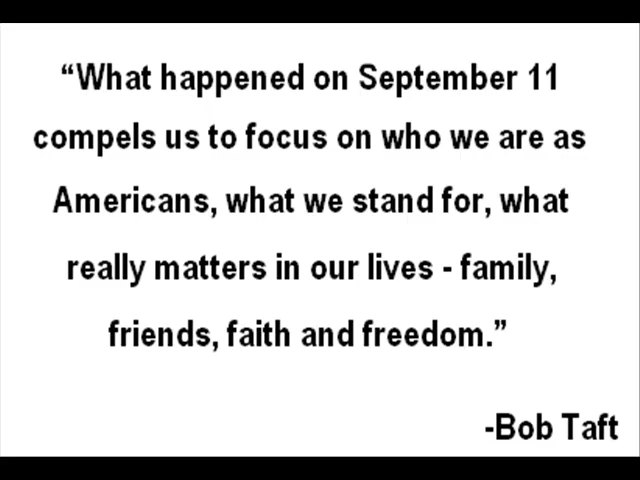 “What happened on September 11
compels us to focus on who we are as
Americans, what we stand for, what
really matters in our lives - family,
friends, faith and freedom.”
-Bob Taft